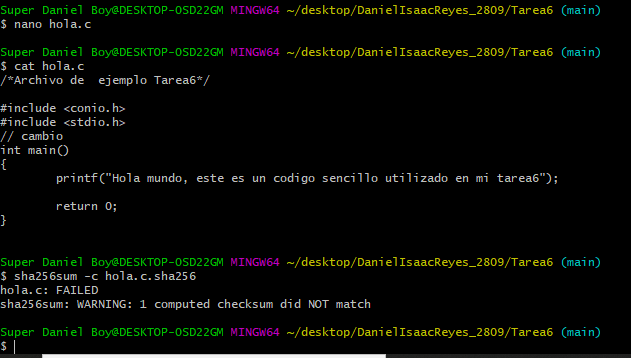 Super Daniel Boy@DESKTOP-OSD22GM MINGW64 ~/desktop/DanielIsaacReyes_2809/Tarea6 (main)
$ nano hola.c
Super Daniel Boy@DESKTOP-OSD22GM MINGW64 ~/desktop/DanielIsaacReyes_2809/Tarea6 (main)
$ cat hola.c
/*Archivo de  ejemplo Tarea6*/
#include <conio.h>
#include <stdio.h>
// cambio
int main()
{
        printf("Hola mundo, este es un codigo sencillo utilizado en mi tarea6");
        return 0;
}
Super Daniel Boy@DESKTOP-OSD22GM MINGW64 ~/desktop/DanielIsaacReyes_2809/Tarea6 (main)
$ sha256sum -c hola.c.sha256
hola.c: FAILED
sha256sum: WARNING: 1 computed checksum did NOT match
Super Daniel Boy@DESKTOP-OSD22GM MINGW64 ~/desktop/DanielIsaacReyes_2809/Tarea6 (main)
$